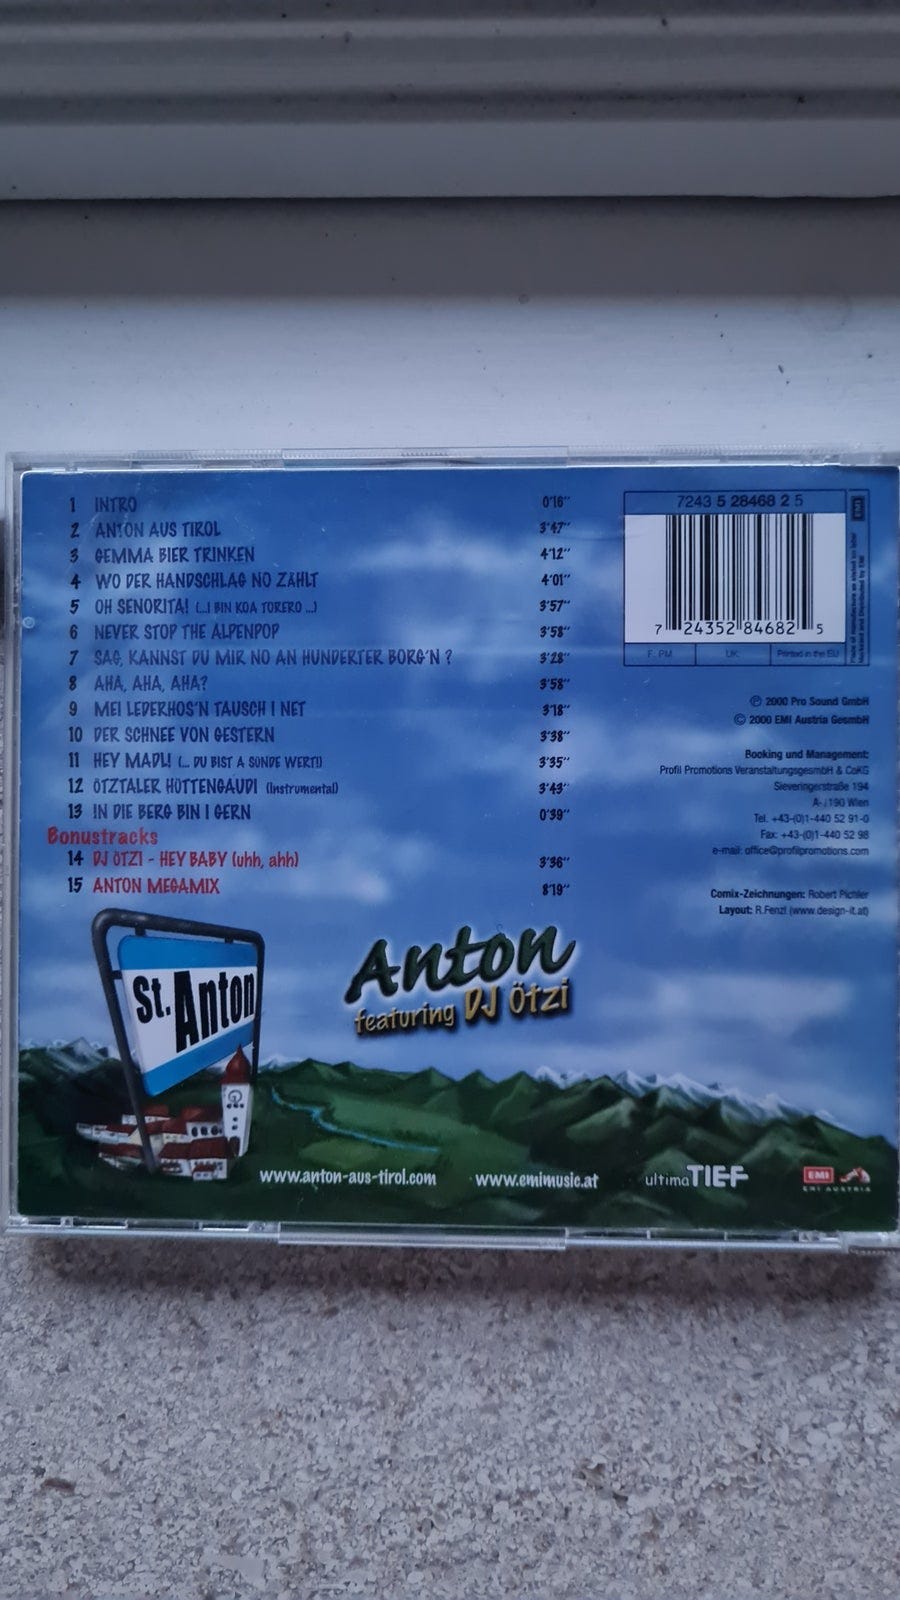 1 INTRO 0'16"
2 ANTON AUS TIROL 3'47"
3 GEMMA BIER TRINKEN 4'12"
4 WO DER HANDSCHLAG NO ZÄHLT 4'01"
5 OH SENORITA! (...I BIN KOA TORERO ...) 3'57"
6 NEVER STOP THE ALPENPOP 3'58"
7 SAG, KANNST DU MIR NO AN HUNDERTER BORG'N ? 3'28"
8 AHA, AHA, AHA? 3'58"
9 MEI LEDERHOS'N TAUSCH I NET 3'18"
10 DER SCHNEE VON GESTERN 3'38"
11 HEY MADL! (... DU BIST A SÜNDE WERT!) 3'35"
12 ÖTZTALER HÜTTENGAUDI (Instrumental) 3'43"
13 IN DIE BERG BIN I GERN 0'39"
Bonustracks
14 DJ ÖTZI - HEY BABY (uhh, ahh) 3'36"
15 ANTON MEGAMIX 8'19"
7243 5 28468 2 5
EMI
Marketed and Distributed by EMI
7 24352 84682 5
F: PM
UK:
Printed in the EU
℗ 2000 Pro Sound GmbH
© 2000 EMI Austria GesmbH
Booking und Management:
Profil Promotions VeranstaltungsgesmbH & CoKG
Sieveringerstraße 194
A-1190 Wien
Tel. +43-(0)1-440 52 91-0
Fax: +43-(0)1-440 52 98
e-mail: office@profilpromotions.com
Comix-Zeichnungen: Robert Pichler
Layout: R.Fenzl (www.design-it.at)
St. Anton
Anton
featuring DJ Ötzi
www.anton-aus-tirol.com
www.emimusic.at
ultimaTIEF
EMI
EMI AUSTRIA